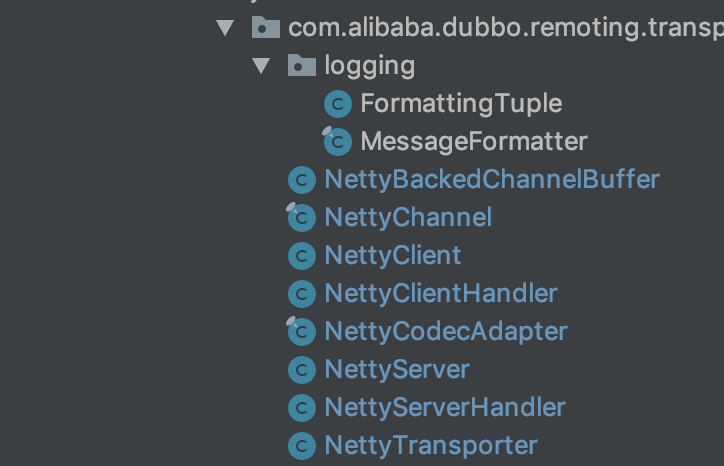 com.alibaba.dubbo.remoting.transp
logging
FormattingTuple
MessageFormatter
NettyBackedChannelBuffer
NettyChannel
NettyClient
NettyClientHandler
NettyCodecAdapter
NettyServer
NettyServerHandler
NettyTransporter